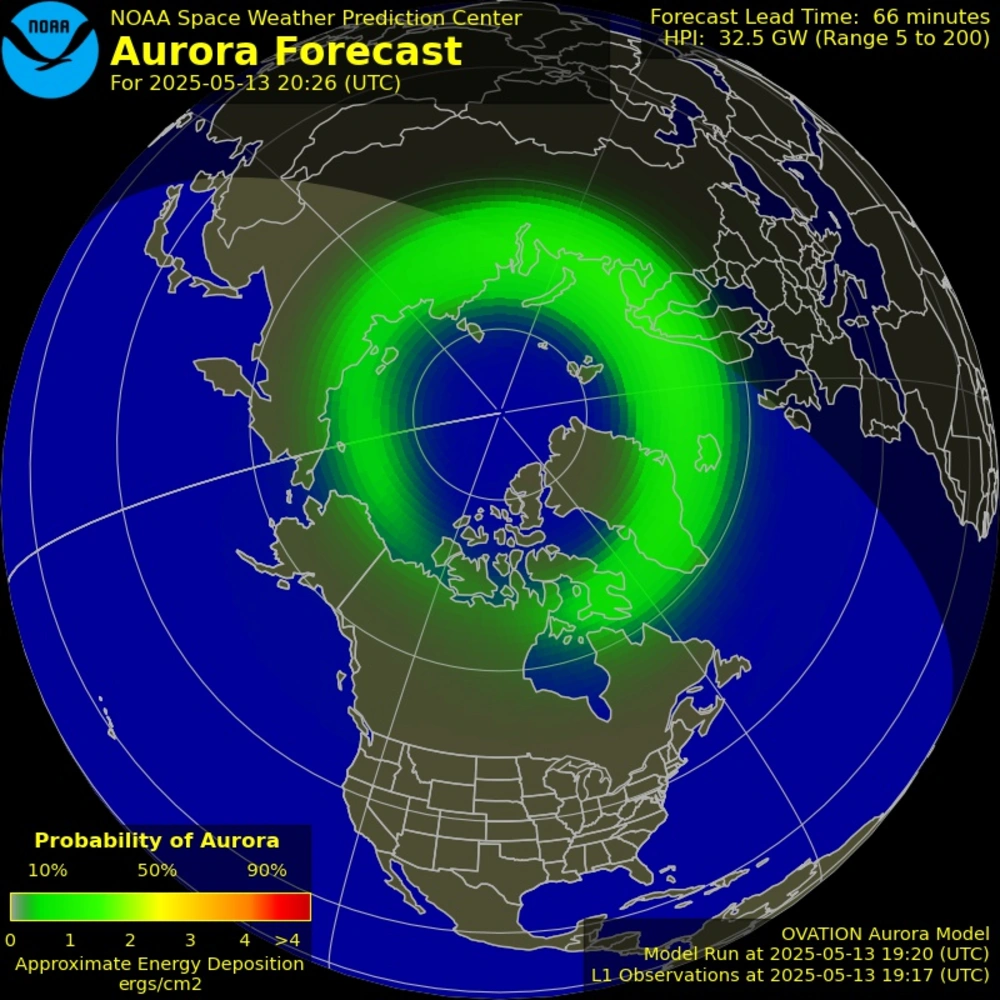 NOAA
NOAA Space Weather Prediction Center
Aurora Forecast
For 2025-05-13 20:26 (UTC)
Forecast Lead Time: 66 minutes
HPI: 32.5 GW (Range 5 to 200)
Probability of Aurora
10% 50% 90%
0 1 2 3 4 >4
Approximate Energy Deposition
ergs/cm2
OVATION Aurora Model
Model Run at 2025-05-13 19:20 (UTC)
L1 Observations at 2025-05-13 19:17 (UTC)